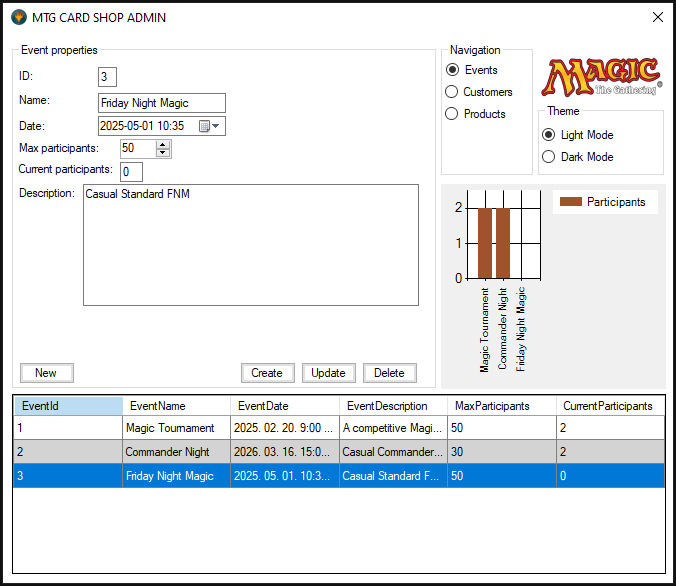 MTG CARD SHOP ADMIN
Event properties
ID: 3
Name: Friday Night Magic
Date: 2025-05-01 10:35
Max participants: 50
Current participants: 0
Description: Casual Standard FNM
New Create Update Delete
Navigation
Events
Customers
Products
MAGIC
The Gathering®
Theme
Light Mode
Dark Mode
2
1
0
Magic Tournament
Commander Night
Friday Night Magic
Participants
EventId EventName EventDate EventDescription MaxParticipants CurrentParticipants
1 Magic Tournament 2025. 02. 20. 9:00 ... A competitive Magi... 50 2
2 Commander Night 2026. 03. 16. 15:0... Casual Commander... 30 2
3 Friday Night Magic 2025. 05. 01. 10:3... Casual Standard F... 50 0